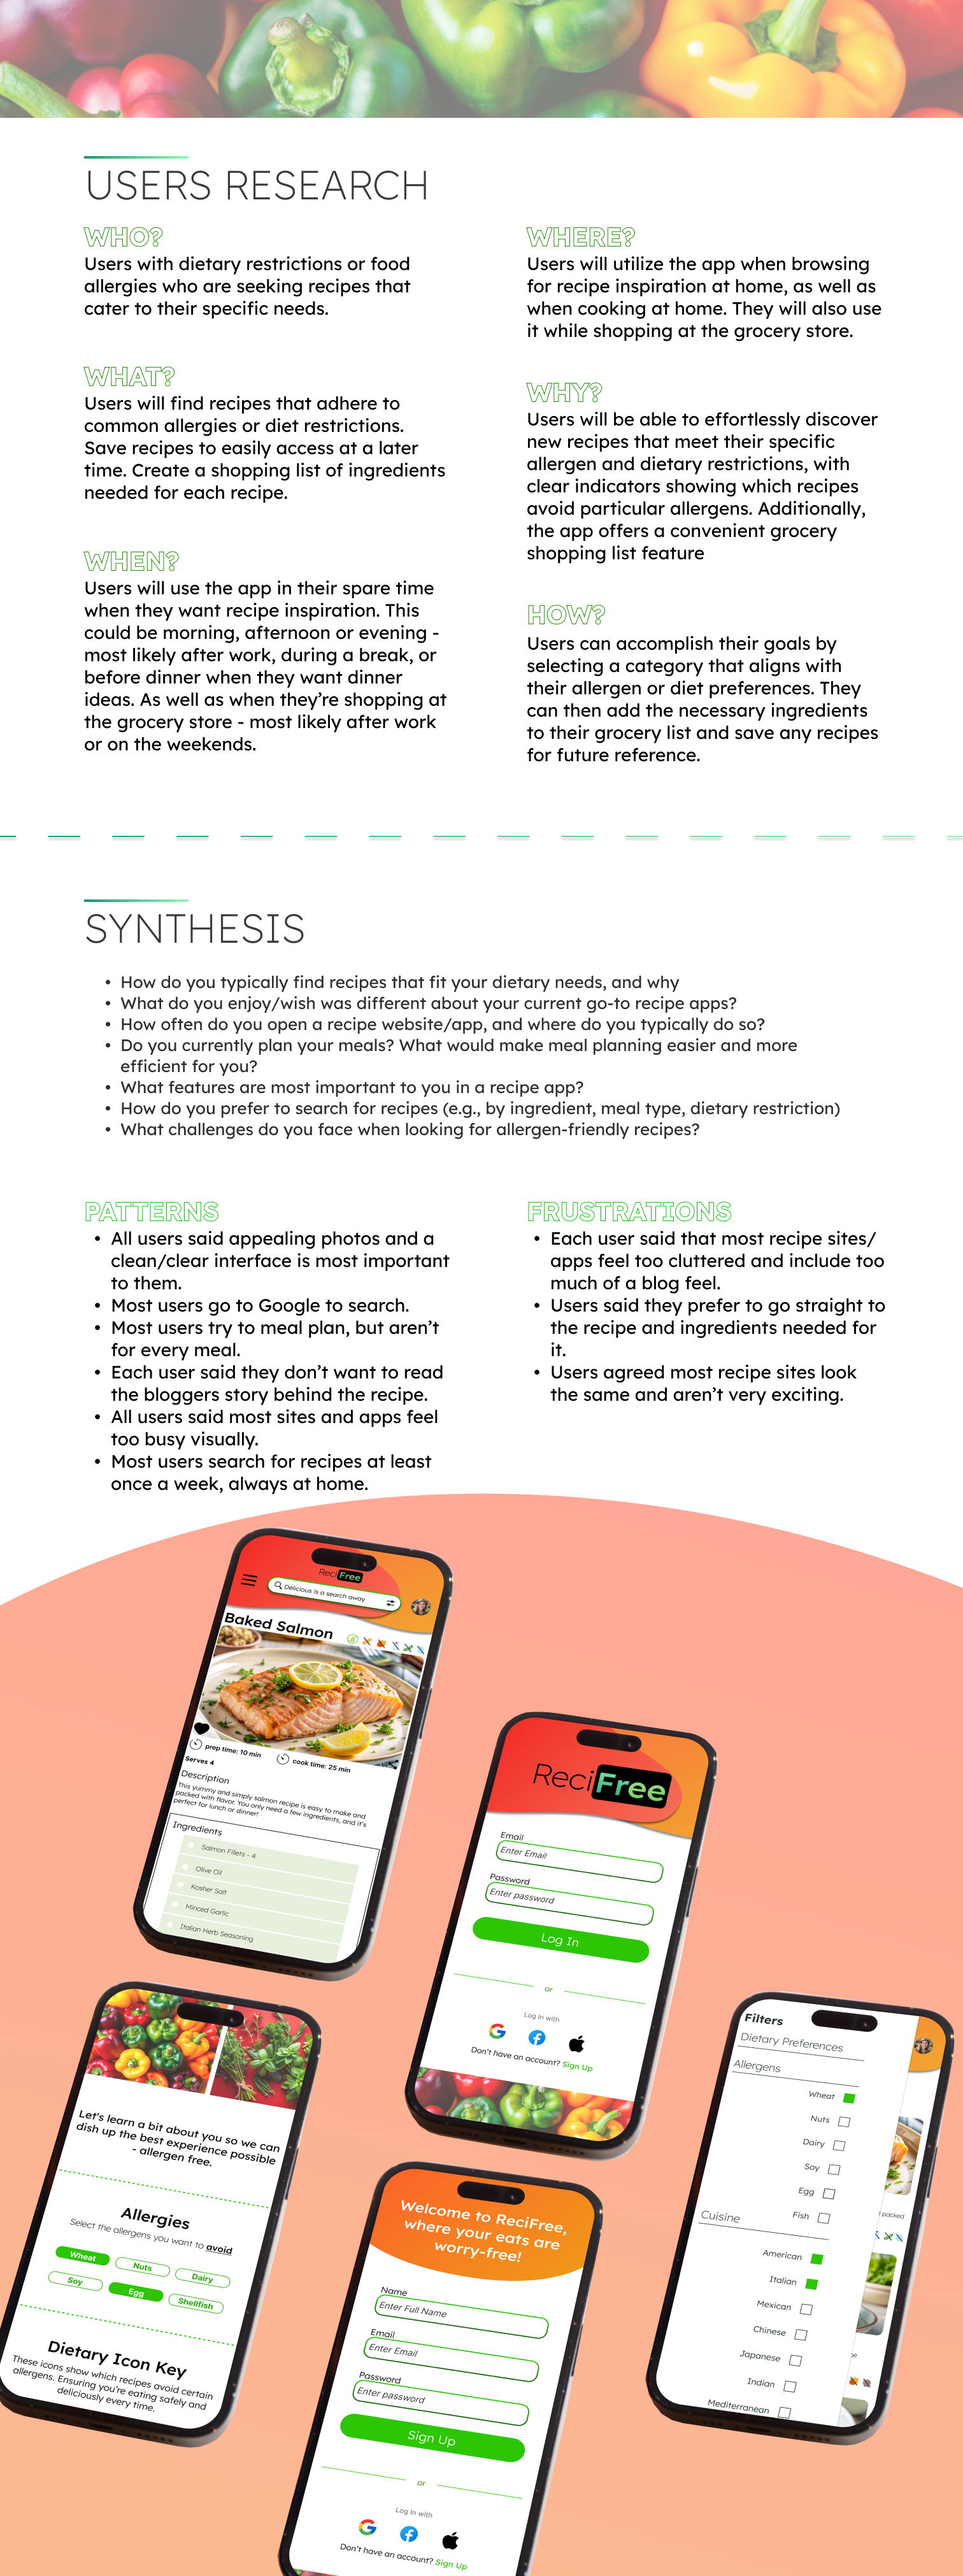 USERS RESEARCH
WHO?
Users with dietary restrictions or food
allergies who are seeking recipes that
cater to their specific needs.
WHAT?
Users will find recipes that adhere to
common allergies or diet restrictions.
Save recipes to easily access at a later
time. Create a shopping list of ingredients
needed for each recipe.
WHEN?
Users will use the app in their spare time
when they want recipe inspiration. This
could be morning, afternoon or evening -
most likely after work, during a break, or
before dinner when they want dinner
ideas. As well as when they’re shopping at
the grocery store - most likely after work
or on the weekends.
WHERE?
Users will utilize the app when browsing
for recipe inspiration at home, as well as
when cooking at home. They will also use
it while shopping at the grocery store.
WHY?
Users will be able to effortlessly discover
new recipes that meet their specific
allergen and dietary restrictions, with
clear indicators showing which recipes
avoid particular allergens. Additionally,
the app offers a convenient grocery
shopping list feature
HOW?
Users can accomplish their goals by
selecting a category that aligns with
their allergen or diet preferences. They
can then add the necessary ingredients
to their grocery list and save any recipes
for future reference.
SYNTHESIS
• How do you typically find recipes that fit your dietary needs, and why
• What do you enjoy/wish was different about your current go-to recipe apps?
• How often do you open a recipe website/app, and where do you typically do so?
• Do you currently plan your meals? What would make meal planning easier and more
efficient for you?
• What features are most important to you in a recipe app?
• How do you prefer to search for recipes (e.g., by ingredient, meal type, dietary restriction)
• What challenges do you face when looking for allergen-friendly recipes?
PATTERNS
• All users said appealing photos and a
clean/clear interface is most important
to them.
• Most users go to Google to search.
• Most users try to meal plan, but aren’t
for every meal.
• Each user said they don’t want to read
the bloggers story behind the recipe.
• All users said most sites and apps feel
too busy visually.
• Most users search for recipes at least
once a week, always at home.
FRUSTRATIONS
• Each user said that most recipe sites/
apps feel too cluttered and include too
much of a blog feel.
• Users said they prefer to go straight to
the recipe and ingredients needed for
it.
• Users agreed most recipe sites look
the same and aren’t very exciting.
ReciFree
Delicious is a search away
Baked Salmon
prep time: 10 min
cook time: 25 min
Serves 4
Description
This yummy and simply salmon recipe is easy to make and
packed with flavor. You only need a few ingredients, and it's
perfect for lunch or dinner!
Ingredients
Salmon Fillets - 4
Olive Oil
Kosher Salt
Minced Garlic
Italian Herb Seasoning
ReciFree
Email
Enter Email
Password
Enter password
Log In
or
Log In with
Don’t have an account? Sign Up
Let's learn a bit about you so we can
dish up the best experience possible
- allergen free.
Allergies
Select the allergens you want to avoid
Wheat
Nuts
Dairy
Soy
Egg
Shellfish
Dietary Icon Key
These icons show which recipes avoid certain
allergens. Ensuring you're eating safely and
deliciously every time.
Welcome to ReciFree,
where your eats are
worry-free!
Name
Enter Full Name
Email
Enter Email
Password
Enter password
Sign Up
or
Log In with
Don’t have an account? Sign Up
Filters
Dietary Preferences
Allergens
Wheat
Nuts
Dairy
Soy
Egg
Fish
Cuisine
American
Italian
Mexican
Chinese
Japanese
Indian
Mediterranean
packed